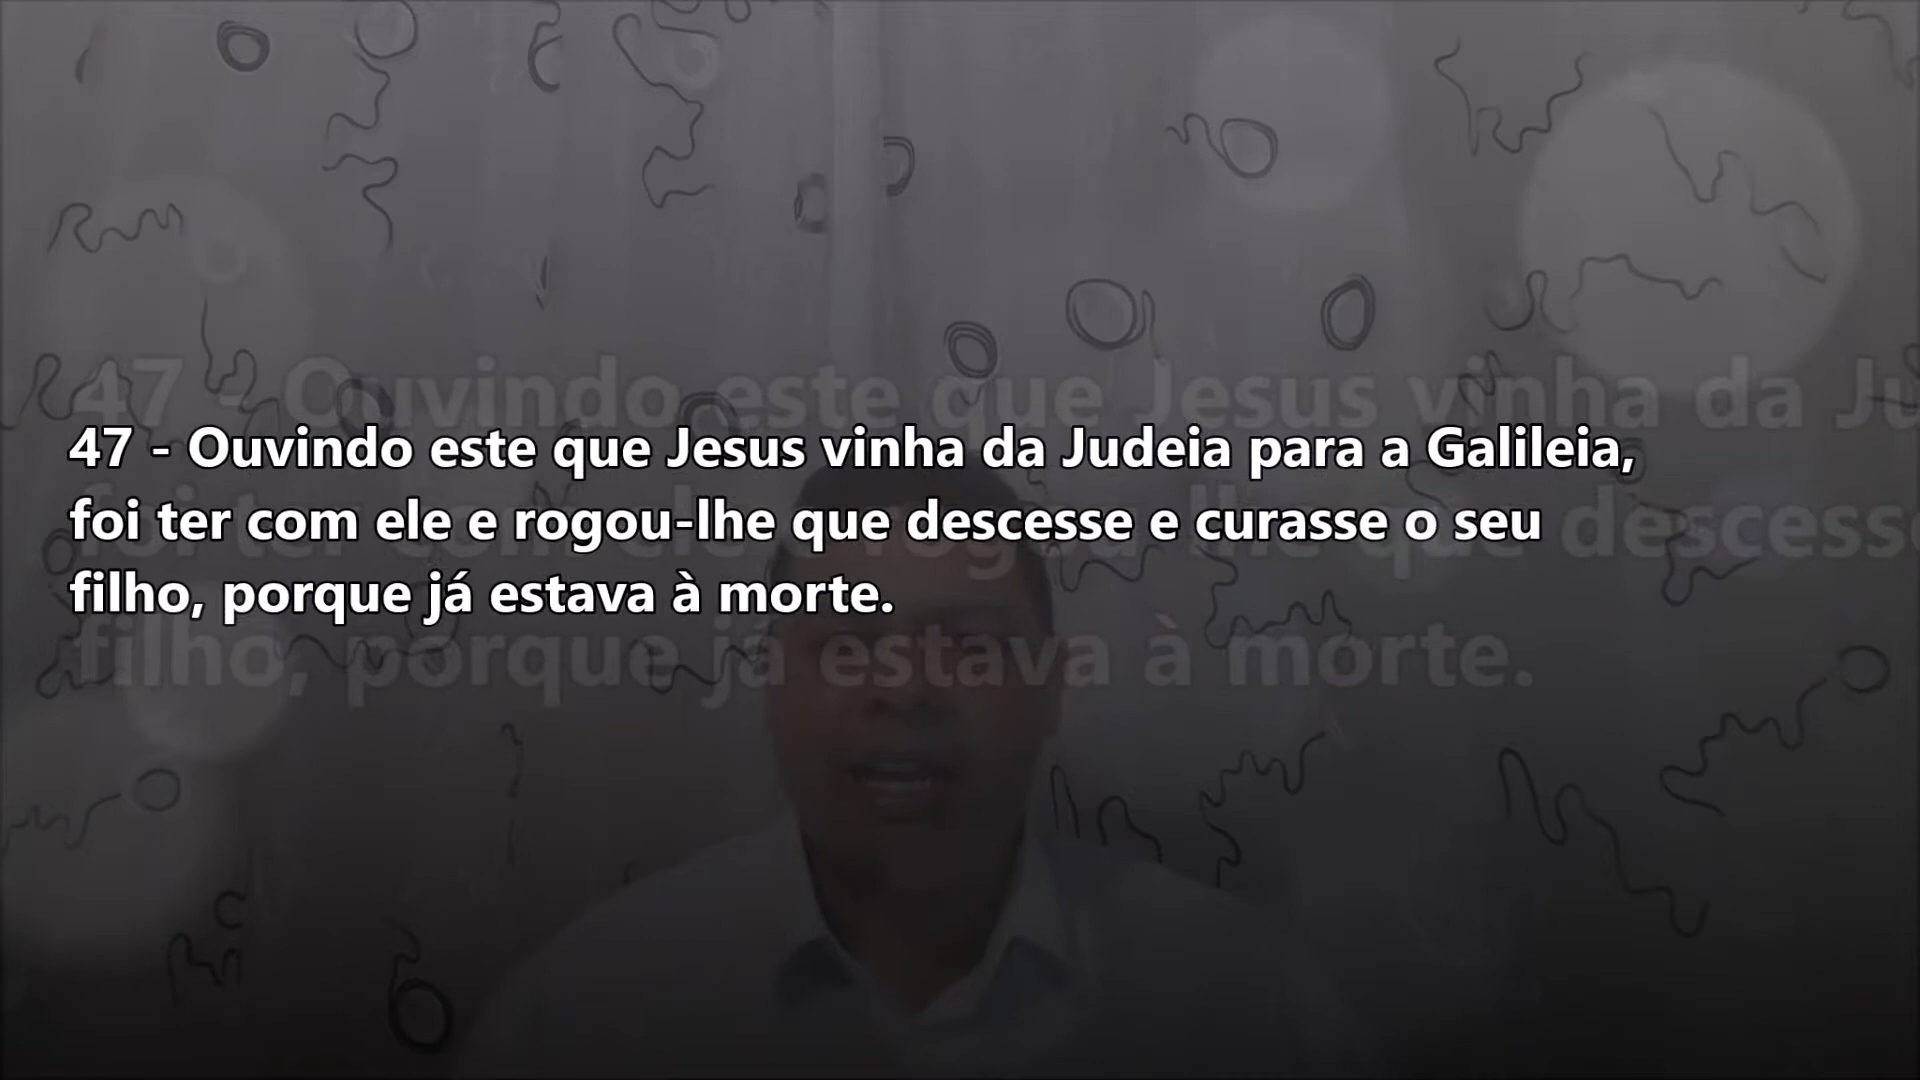 47 - Ouvindo este que Jesus vinha da Judeia para a Galileia,
foi ter com ele e rogou-lhe que descesse e curasse o seu
filho, porque já estava à morte.